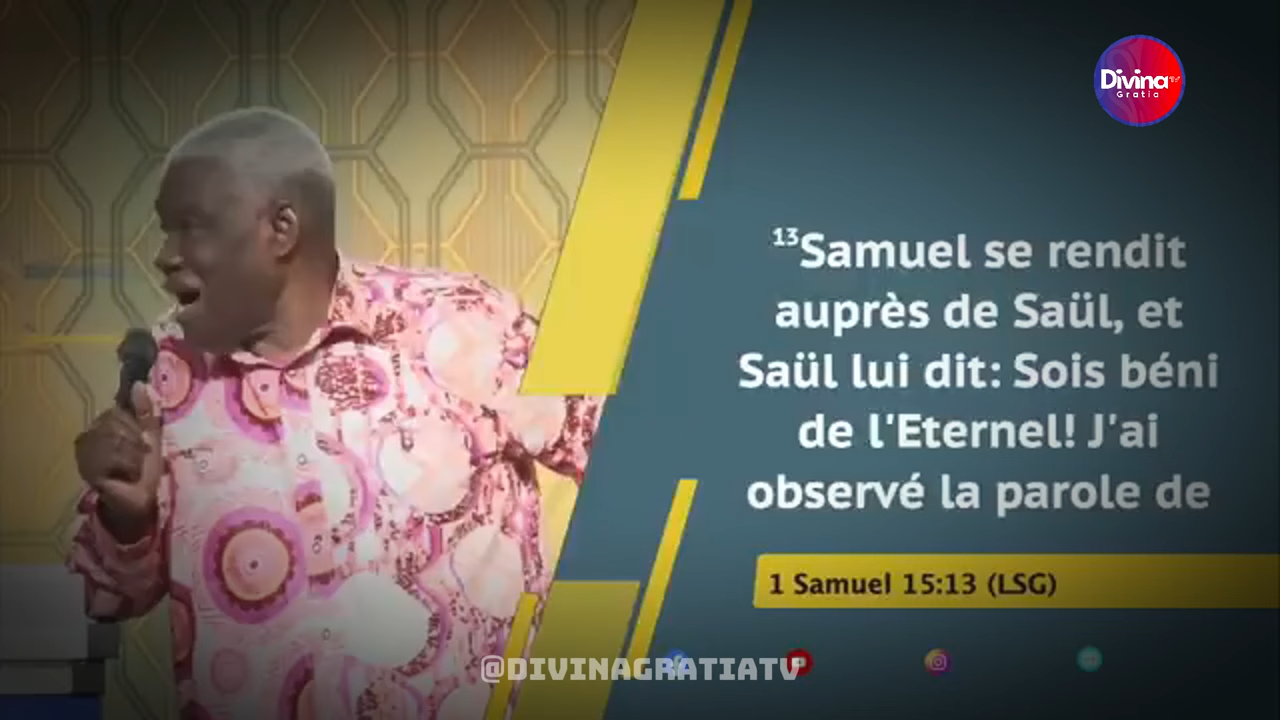 Divina TV
Gratia
13Samuel se rendit
auprès de Saül, et
Saül lui dit: Sois béni
de l'Eternel! J'ai
observé la parole de
1 Samuel 15:13 (LSG)
@DIVINAGRATIATV